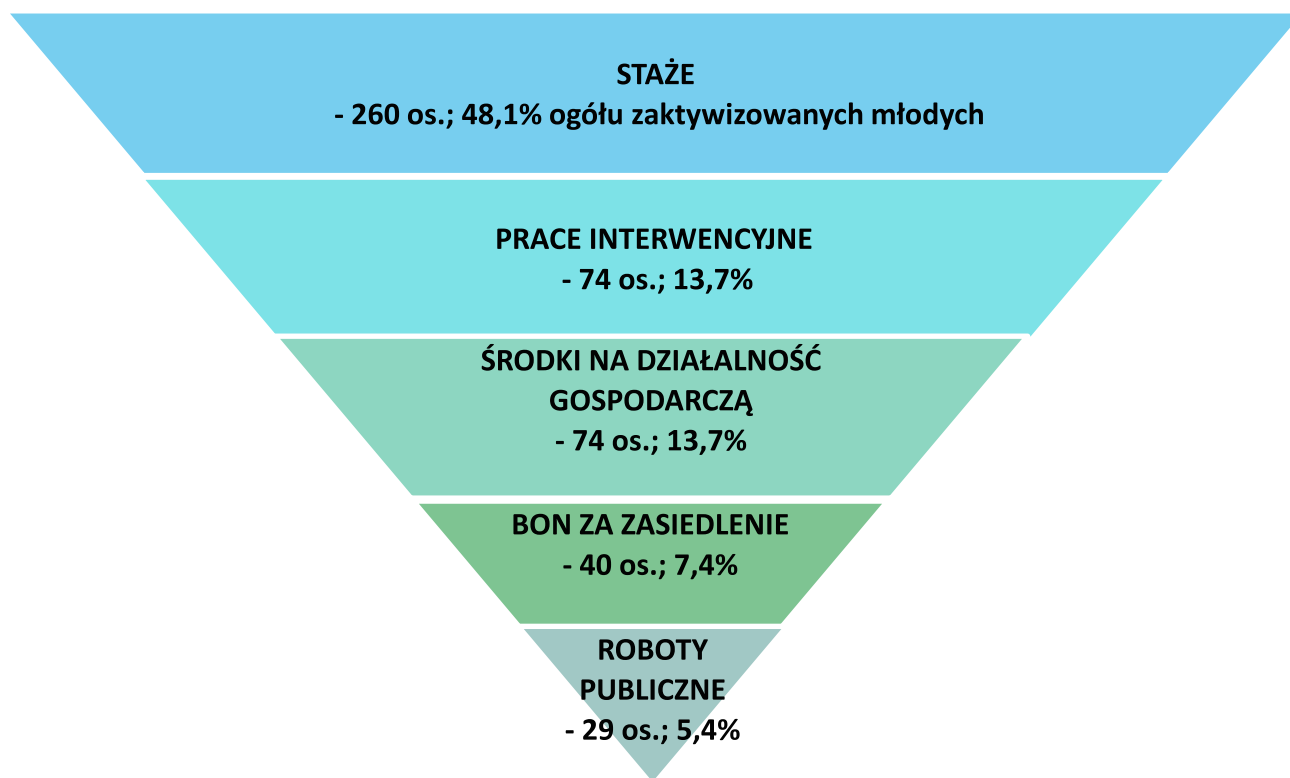 STAŻE
- 260 os.; 48,1% ogółu zaktywizowanych młodych
PRACE INTERWENCYJNE
- 74 os.; 13,7%
ŚRODKI NA DZIAŁALNOŚĆ
GOSPODARCZĄ
- 74 os.; 13,7%
BON ZA ZASIEDLENIE
- 40 os.; 7,4%
ROBOTY
PUBLICZNE
- 29 os.; 5,4%